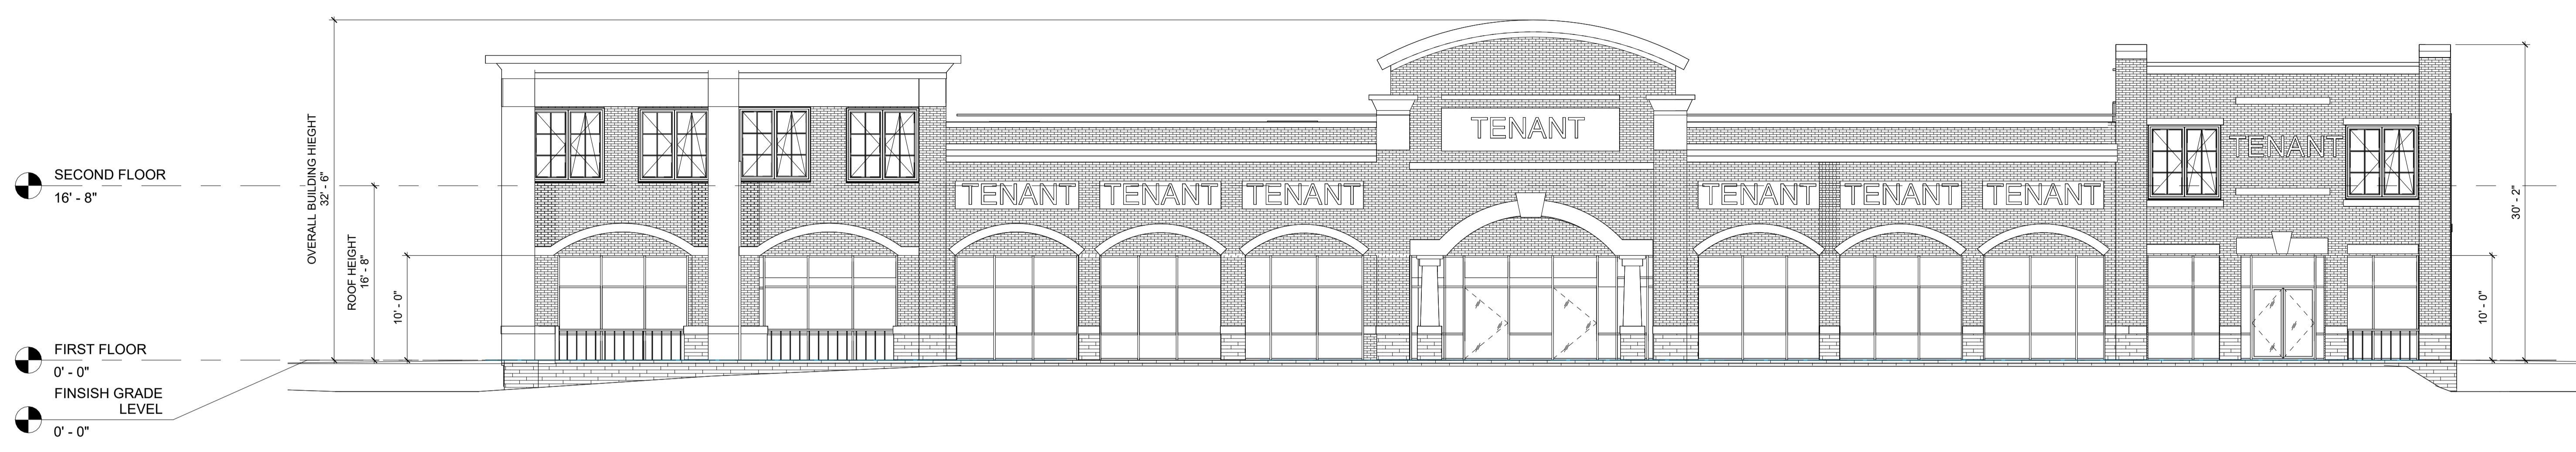 SECOND FLOOR
16' - 8"
FIRST FLOOR
0' - 0"
FINSISH GRADE
LEVEL
0' - 0"
OVERALL BUILDING HIEGHT
32' - 6"
ROOF HEIGHT
16' - 8"
10' - 0"
TENANT
TENANT
TENANT
TENANT
TENANT
TENANT
TENANT
TENANT
10' - 0"
30' - 2"